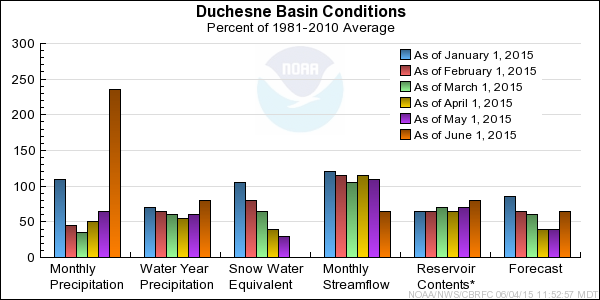 Duchesne Basin Conditions
Percent of 1981-2010 Average
300
250
200
150
100
50
0
NOAA
As of January 1, 2015
As of February 1, 2015
As of March 1, 2015
As of April 1, 2015
As of May 1, 2015
As of June 1, 2015
Monthly
Precipitation
Water Year
Precipitation
Snow Water
Equivalent
Monthly
Streamflow
Reservoir
Contents*
Forecast
NOAA/NWS/CBRFC 06/04/15 11:52:57 MDT